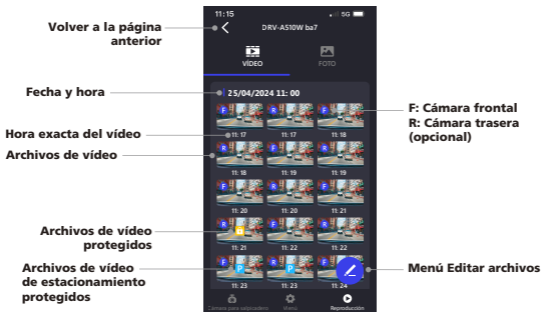 11:15
5G
Volver a la página
anterior
DRV-A510W ba7
VÍDEO
FOTO
Fecha y hora
25/04/2024 11: 00
F: Cámara frontal
R: Cámara trasera
(opcional)
Hora exacta del vídeo
11: 17
11: 17
11: 18
Archivos de vídeo
11: 18
11: 19
11: 19
11: 20
11: 20
11: 21
Archivos de vídeo
protegidos
11: 21
11: 22
11: 22
Archivos de vídeo
de estacionamiento
protegidos
P
P
Menú Editar archivos
11: 23
11: 23
11: 24
Cámara para salpicadero
Menú
Reproducción